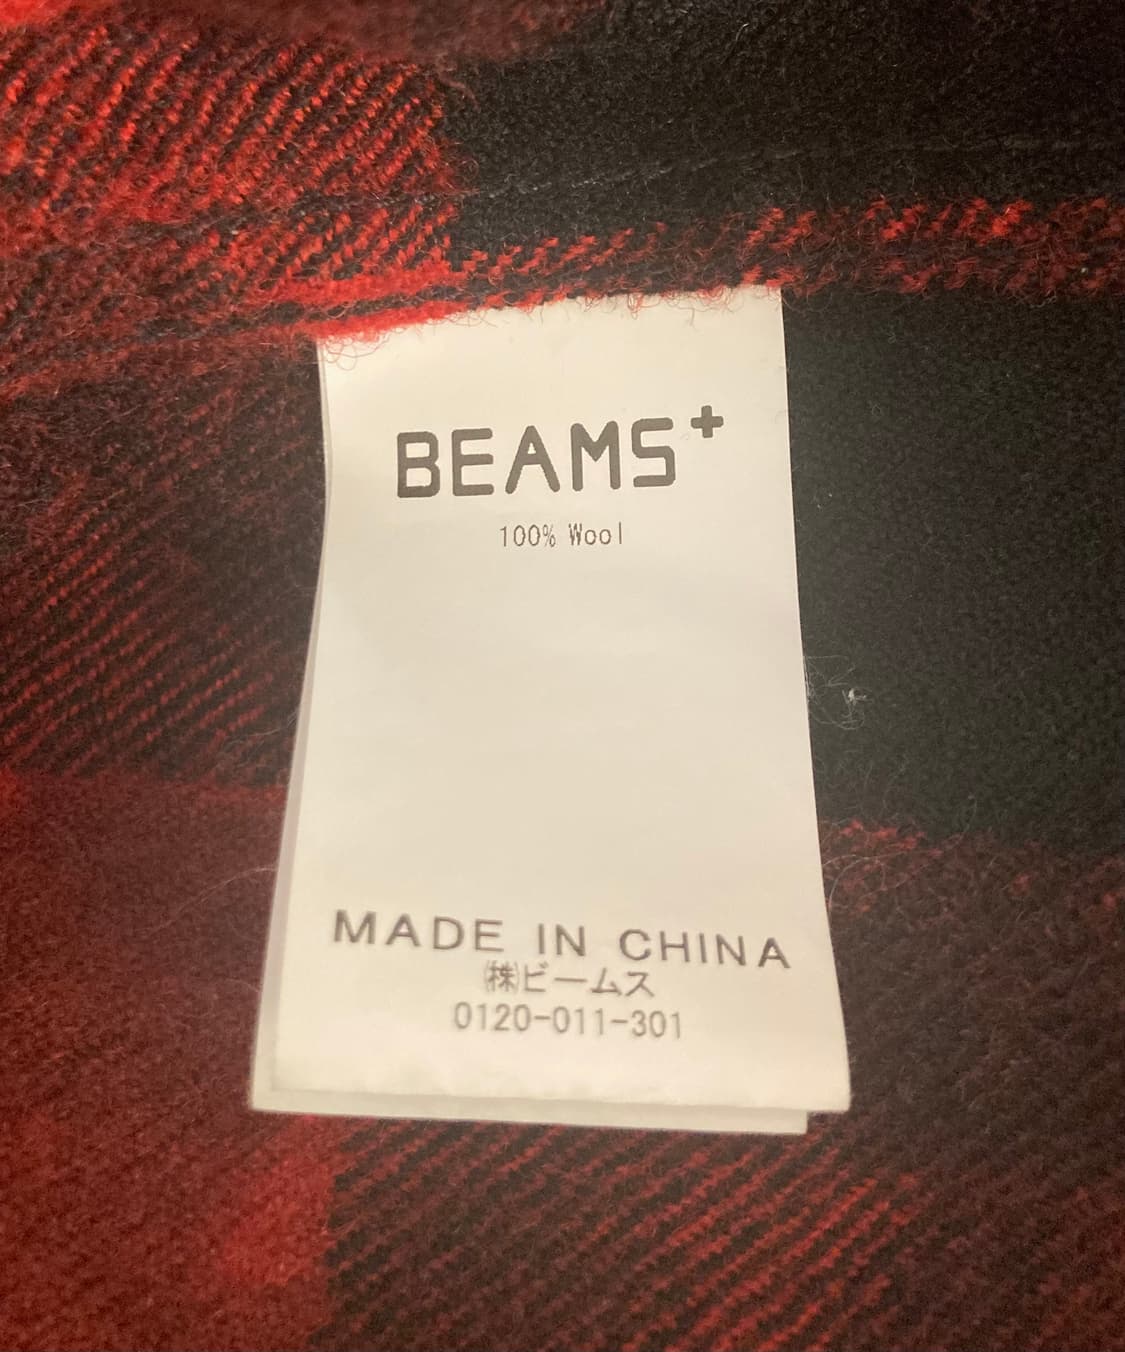 BEAMS+
100% Wool
MADE IN CHINA
㈱ビームス
0120-011-301